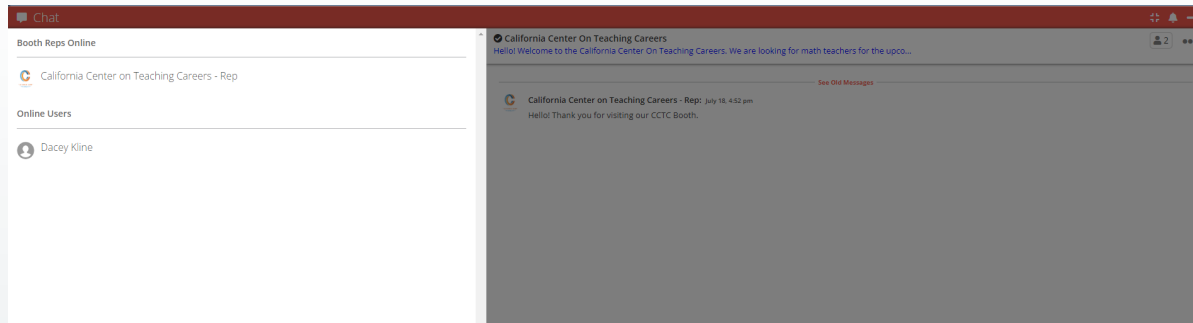 Chat
Booth Reps Online
California Center on Teaching Careers - Rep
Online Users
Dacey Kline
California Center On Teaching Careers
Hello! Welcome to the California Center On Teaching Careers. We are looking for math teachers for the upco...
2
See Old Messages
California Center on Teaching Careers - Rep: July 18, 4:52 pm
Hello! Thank you for visiting our CCTC Booth.